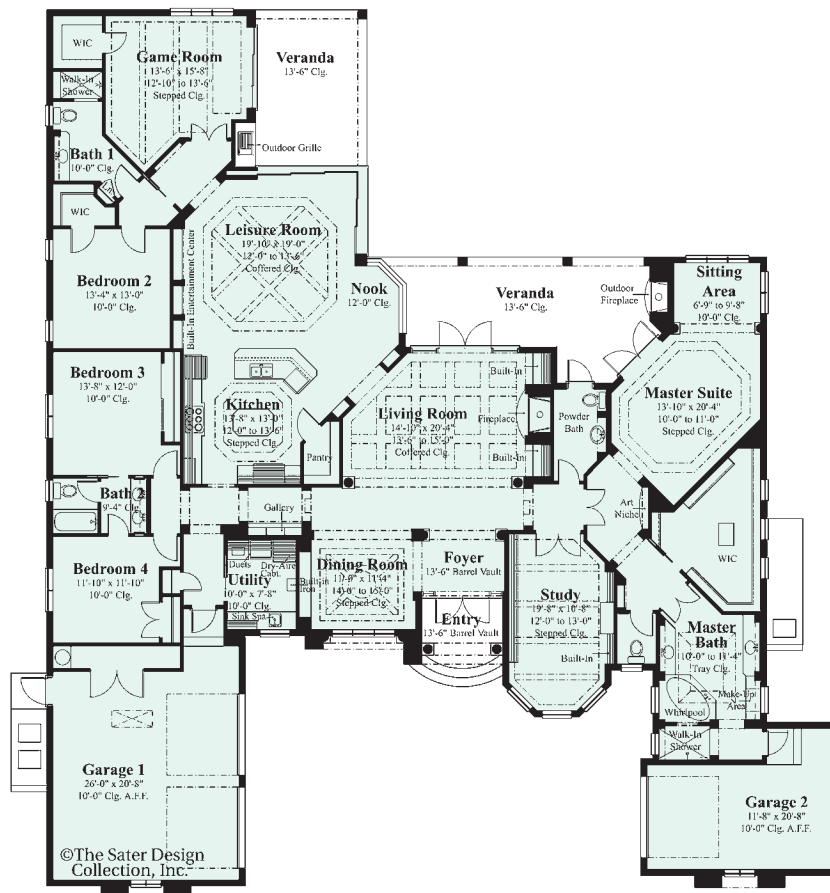 WIC
Game Room
13'-6" x 15'-8"
12'-10" to 13'-6"
Stepped Clg.
Veranda
13'-6" Clg.
Walk-In
Shower
Outdoor Grille
Bath 1
10'-0" Clg.
WIC
Leisure Room
19'-10" x 19'-0"
12'-0" to 13'-6"
Coffered Clg.
Built-In Entertainment Center
Bedroom 2
13'-4" x 13'-0"
10'-0" Clg.
Nook
12'-0" Clg.
Veranda
13'-6" Clg.
Outdoor
Fireplace
Sitting
Area
6'-9" to 9'-8"
10'-0" Clg.
Bedroom 3
13'-8" x 12'-0"
10'-0" Clg.
Kitchen
13'-8" x 13'-0"
12'-0" to 13'-6"
Stepped Clg.
Pantry
Built-In
Living Room
14'-10" x 20'-4"
13'-6" to 15'-0"
Coffered Clg.
Fireplace
Built-In
Powder
Bath
Master Suite
13'-10" x 20'-4"
10'-0" to 11'-0"
Stepped Clg.
Bath 2
9'-4" Clg.
Gallery
Art
Niche
WIC
Bedroom 4
11'-10" x 11'-10"
10'-0" Clg.
Duets
Dry-Aire
Cabt.
Utility
10'-0" x 7'-8"
10'-0" Clg.
Sink Spa
Built-in
Iron
Dining Room
11'-0" x 11'-4"
14'-0" to 15'-0"
Stepped Clg.
Foyer
13'-6" Barrel Vault
Entry
13'-6" Barrel Vault
Study
19'-8" x 10'-8"
12'-0" to 13'-0"
Stepped Clg.
Built-In
Master
Bath
10'-0" to 11'-4"
Tray Clg.
Make-Up
Area
Whirlpool
Walk-In
Shower
Garage 1
26'-0" x 20'-8"
10'-0" Clg. A.F.F.
Garage 2
11'-8" x 20'-8"
10'-0" Clg. A.F.F.
©The Sater Design
Collection, Inc.